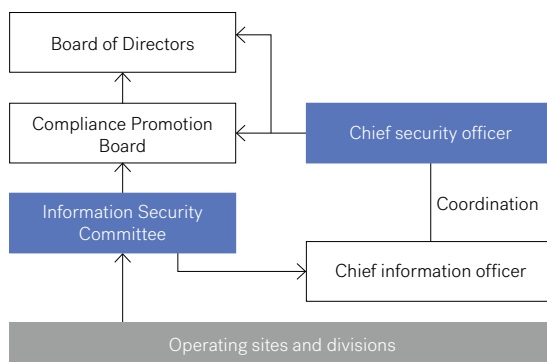 Board of Directors
Compliance Promotion
Board
Chief security officer
Information Security
Committee
Coordination
Chief information officer
Operating sites and divisions